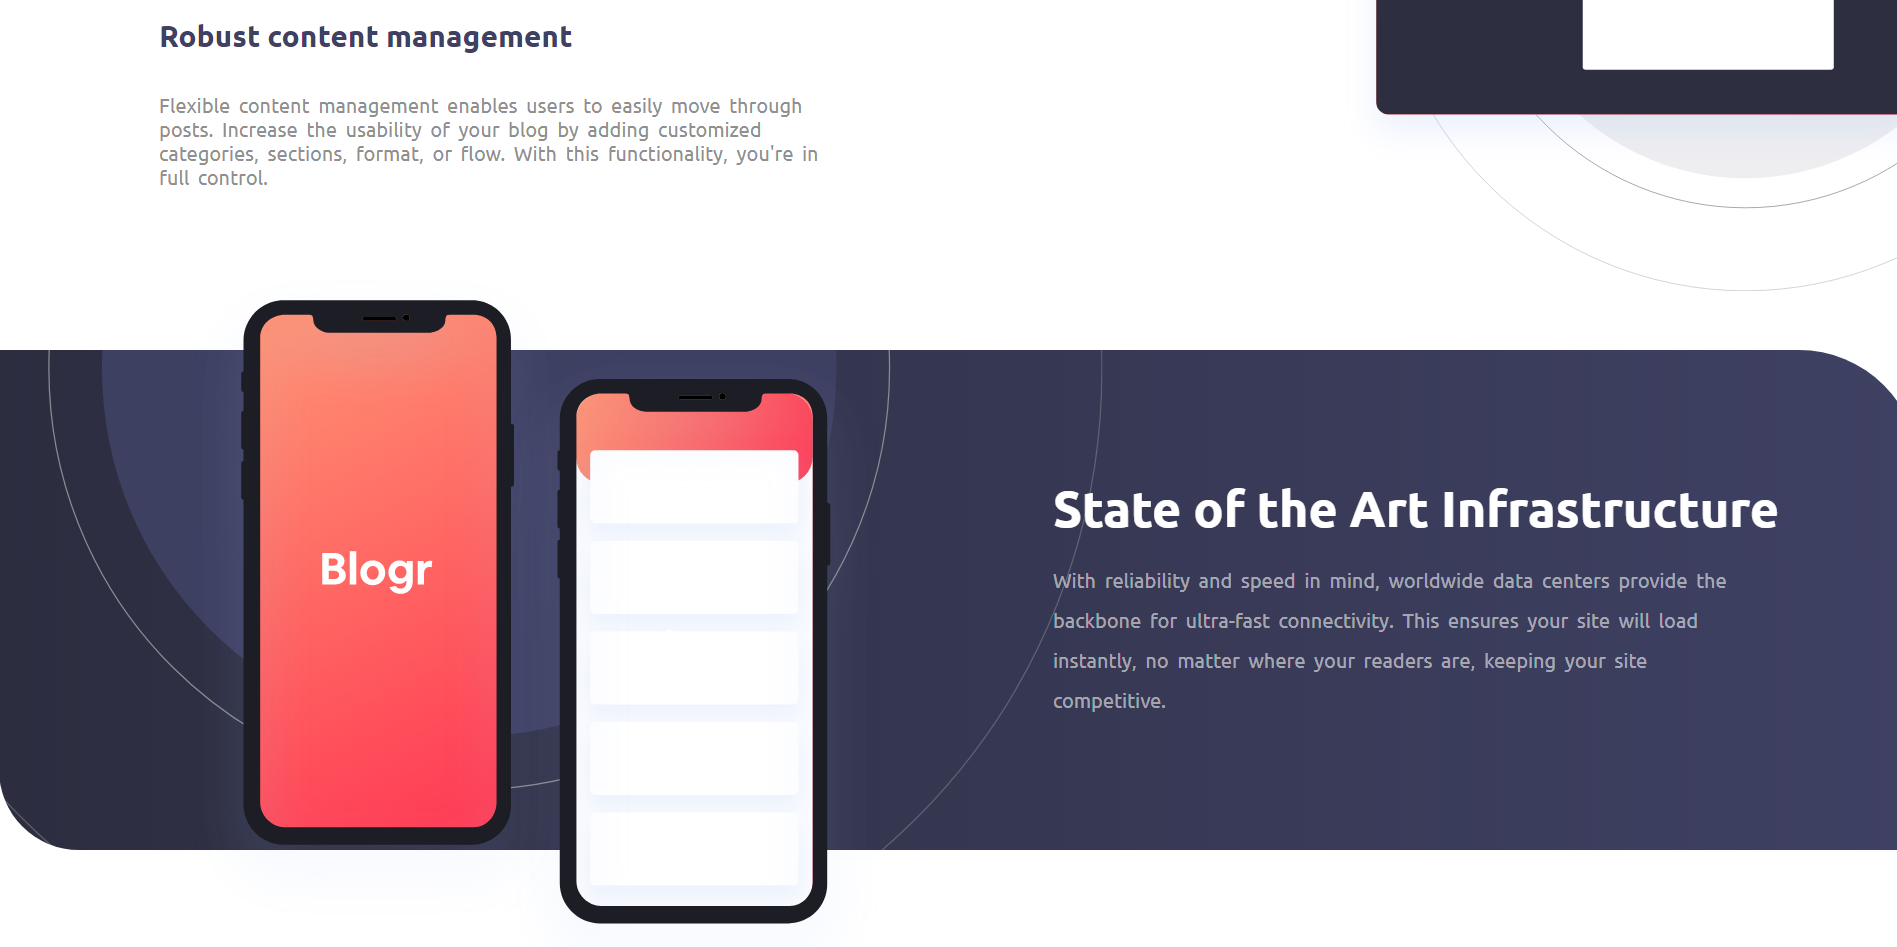 Robust content management
Flexible content management enables users to easily move through
posts. Increase the usability of your blog by adding customized
categories, sections, format, or flow. With this functionality, you're in
full control.
Blogr
State of the Art Infrastructure
With reliability and speed in mind, worldwide data centers provide the
backbone for ultra-fast connectivity. This ensures your site will load
instantly, no matter where your readers are, keeping your site
competitive.